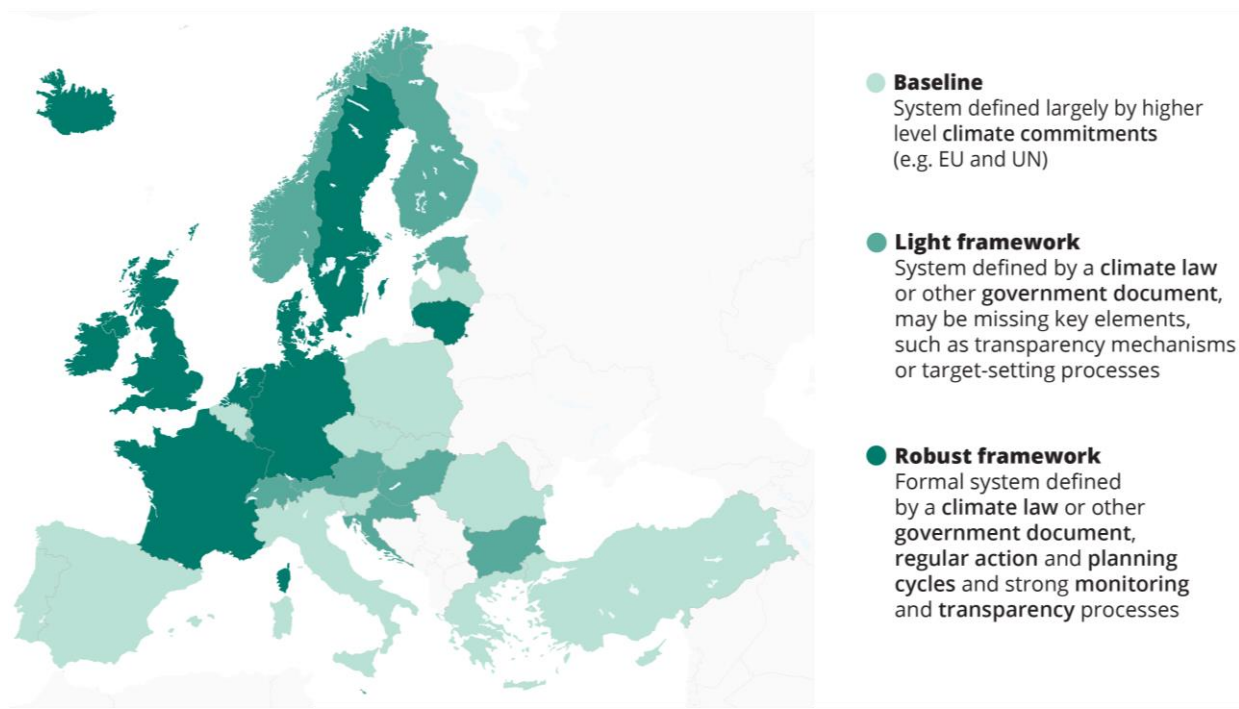 Baseline
System defined largely by higher
level climate commitments
(e.g. EU and UN)
Light framework
System defined by a climate law
or other government document,
may be missing key elements,
such as transparency mechanisms
or target-setting processes
Robust framework
Formal system defined
by a climate law or other
government document,
regular action and planning
cycles and strong monitoring
and transparency processes